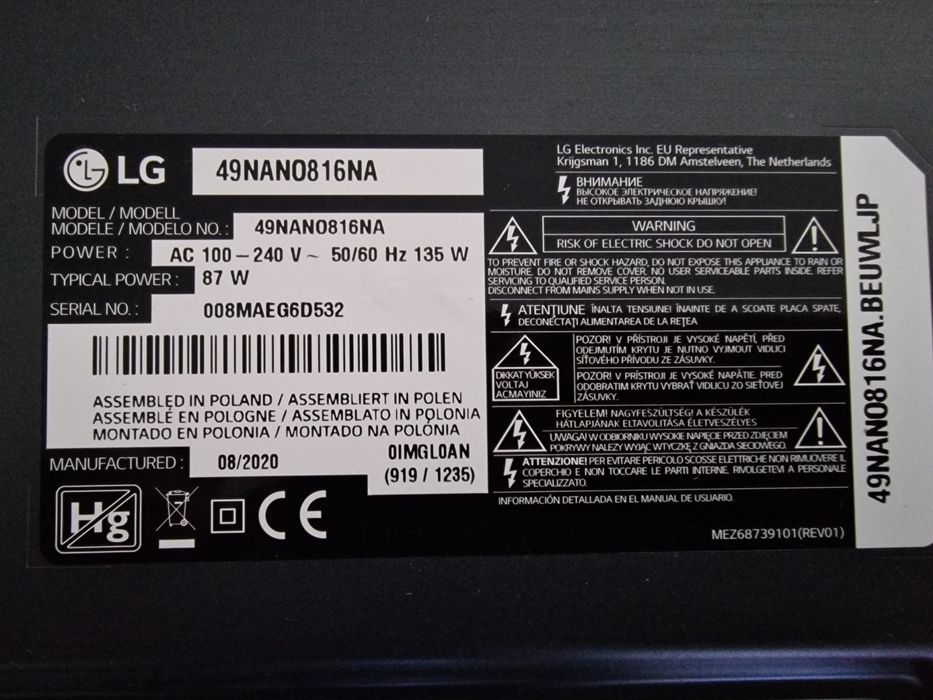 LG
49NANO816NA
MODEL / MODELL
MODELE / MODELO NO. : 49NANO816NA
POWER : AC 100 – 240 V ~ 50/60 Hz 135 W
TYPICAL POWER : 87 W
SERIAL NO. : 008MAEG6D532
ASSEMBLED IN POLAND / ASSEMBLIERT IN POLEN
ASSEMBLÉ EN POLOGNE / ASSEMBLATO IN POLONIA
MONTADO EN POLONIA / MONTADO NA POLÓNIA
MANUFACTURED : 08/2020
0IMGL0AN
(919 / 1235)
Hg
CE
LG Electronics Inc. EU Representative
Krijgsman 1, 1186 DM Amstelveen, The Netherlands
ВНИМАНИЕ
ВЫСОКОЕ ЭЛЕКТРИЧЕСКОЕ НАПРЯЖЕНИЕ!
НЕ ОТКРЫВАТЬ ЗАДНЮЮ КРЫШКУ!
WARNING
RISK OF ELECTRIC SHOCK DO NOT OPEN
TO PREVENT FIRE OR SHOCK HAZARD, DO NOT EXPOSE THIS APPLIANCE TO RAIN OR
MOISTURE. DO NOT REMOVE COVER. NO USER SERVICEABLE PARTS INSIDE. REFER
SERVICING TO QUALIFIED SERVICE PERSON.
DISCONNECT FROM MAINS SUPPLY WHEN NOT IN USE.
ATENȚIUNE ÎNALTA TENSIUNE! ÎNAINTE DE A SCOATE PLACA SPATE,
DECONECTAȚI ALIMENTAREA DE LA REȚEA
DIKKAT YÜKSEK
VOLTAJ
ACMAYINIZ
POZOR! V PŘÍSTROJI JE VYSOKÉ NAPĚTÍ, PŘED
ODEJMUTÍM KRYTU JE NUTNO VYJMOUT VIDLICI
SÍŤOVÉHO PŘÍVODU ZE ZÁSUVKY.
POZOR! V PRÍSTROJI JE VYSOKÉ NAPÄTIE. PRED
ODOBRATIM KRYTU VYBRAŤ VIDLICU ZO SIEŤOVEJ
ZÁSUVKY.
FIGYELEM! NAGYFESZÜLTSÉG! A KÉSZÜLÉK
HÁTLAPJÁNAK ELTAVOLÍTÁSA ÉLETVESZÉLYES
UWAGA! W ODBIORNIKU WYSOKIE NAPIĘCIE PRZED ZDJĘCIEM
POKRYWY NALEŻY WYJĄĆ WTYCZKĘ Z GNIAZDA SIECIOWEGO.
ATTENZIONE! PER EVITARE PERICOLO SCOSSE ELETTRICHE NON RIMUOVERE IL
COPERCHIO E NON TOCCARE LE PARTI INTERNE. RIVOLGETEVI A PERSONALE
SPECIALIZZATO.
INFORMACIÓN DETALLADA EN EL MANUAL DE USUARIO.
MEZ68739101(REV01)
49NANO816NA.BEUWLJP